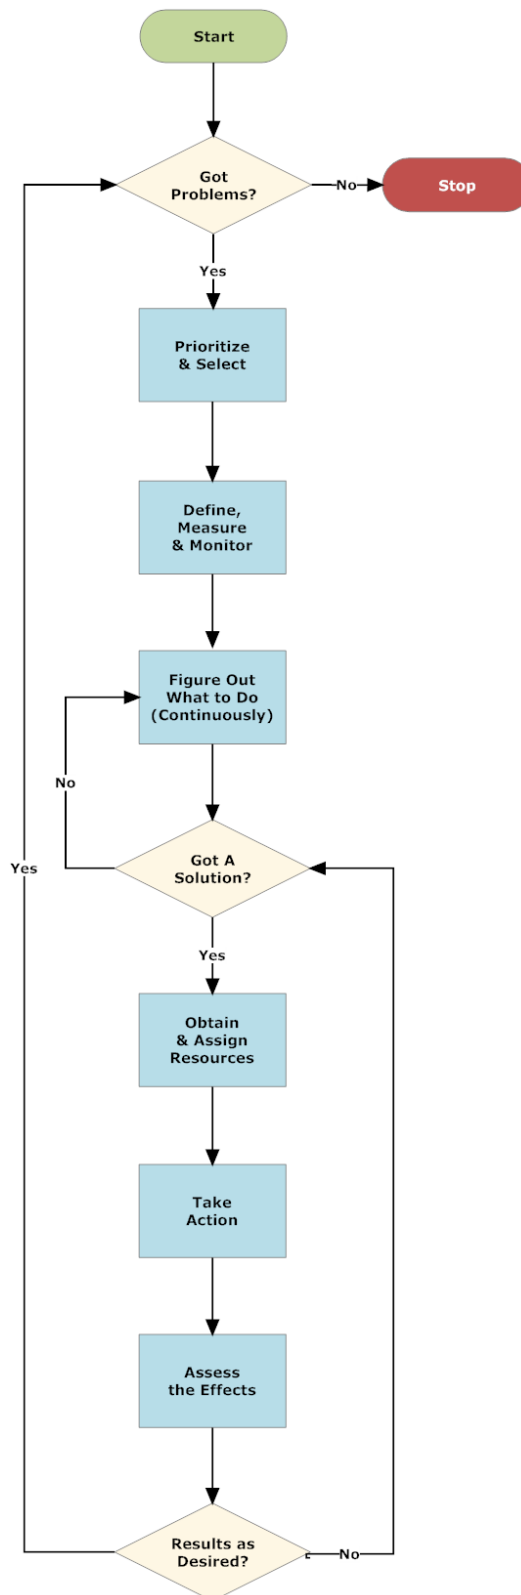 Start
Got
Problems?
No
Stop
Yes
Prioritize
& Select
Define,
Measure
& Monitor
Figure Out
What to Do
(Continuously)
No
Got A
Solution?
Yes
Yes
Obtain
& Assign
Resources
Take
Action
Assess
the Effects
Results as
Desired?
No